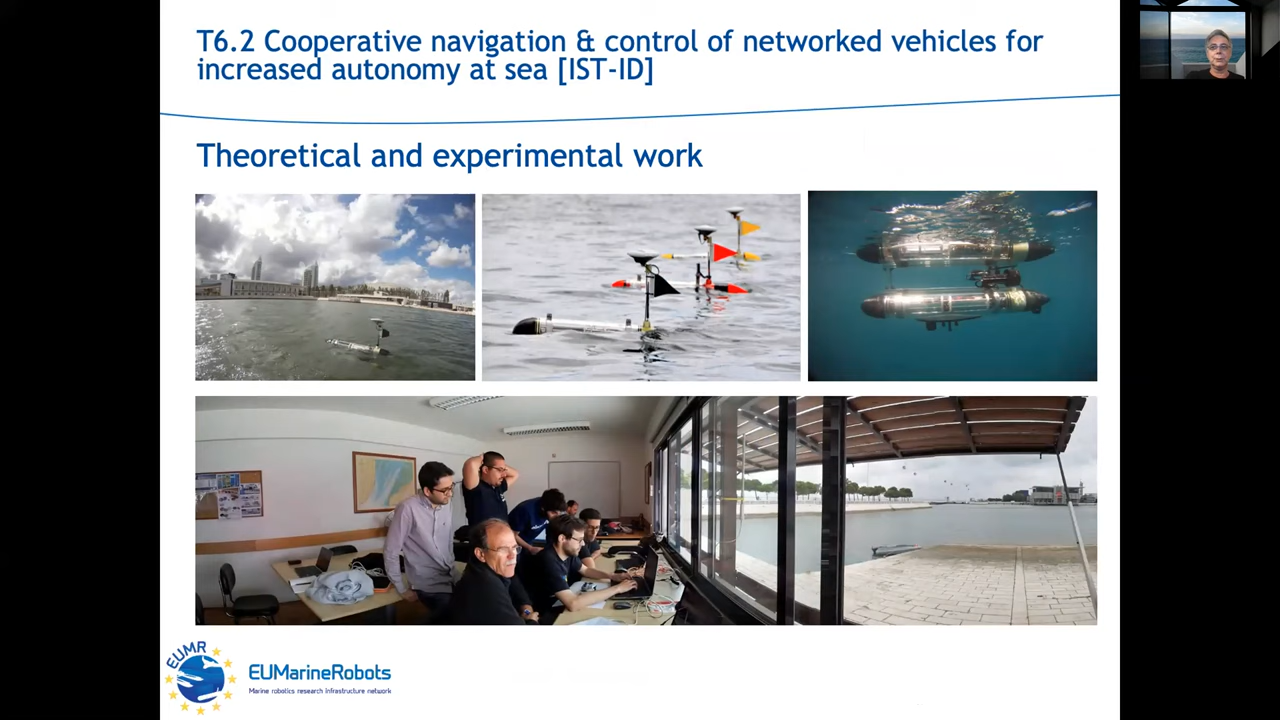 T6.2 Cooperative navigation & control of networked vehicles for
increased autonomy at sea [IST-ID]
Theoretical and experimental work
EUMR
EUMarineRobots
Marine robotics research infrastructure network